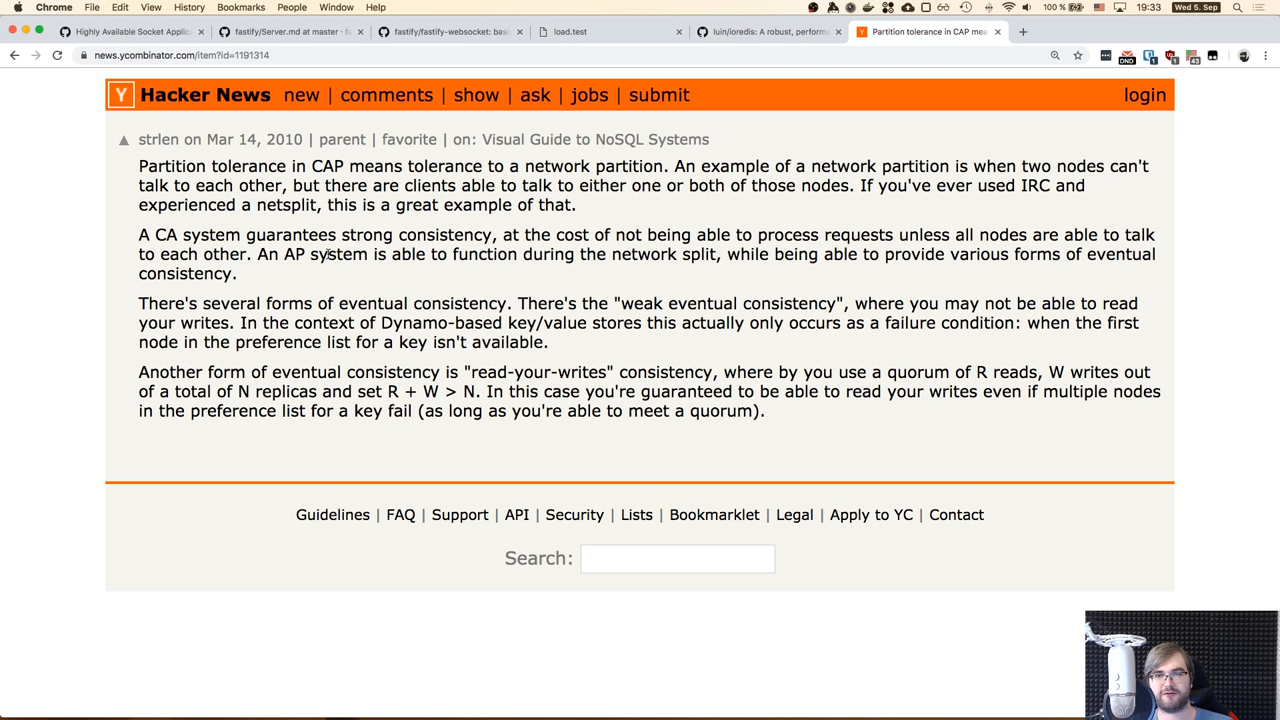 Chrome File Edit View History Bookmarks People Window Help 100 % Wed 5. Sep 19:33
Highly Available Socket Applic × fastify/Server.md at master · f × fastify/fastify-websocket: basi × load.test × luin/ioredis: A robust, performa × Partition tolerance in CAP mea × +
news.ycombinator.com/item?id=1191314
DND 1 1 43
Y Hacker News new | comments | show | ask | jobs | submit login
▲ strlen on Mar 14, 2010 | parent | favorite | on: Visual Guide to NoSQL Systems
Partition tolerance in CAP means tolerance to a network partition. An example of a network partition is when two nodes can't
talk to each other, but there are clients able to talk to either one or both of those nodes. If you've ever used IRC and
experienced a netsplit, this is a great example of that.
A CA system guarantees strong consistency, at the cost of not being able to process requests unless all nodes are able to talk
to each other. An AP system is able to function during the network split, while being able to provide various forms of eventual
consistency.
There's several forms of eventual consistency. There's the "weak eventual consistency", where you may not be able to read
your writes. In the context of Dynamo-based key/value stores this actually only occurs as a failure condition: when the first
node in the preference list for a key isn't available.
Another form of eventual consistency is "read-your-writes" consistency, where by you use a quorum of R reads, W writes out
of a total of N replicas and set R + W > N. In this case you're guaranteed to be able to read your writes even if multiple nodes
in the preference list for a key fail (as long as you're able to meet a quorum).
Guidelines | FAQ | Support | API | Security | Lists | Bookmarklet | Legal | Apply to YC | Contact
Search: